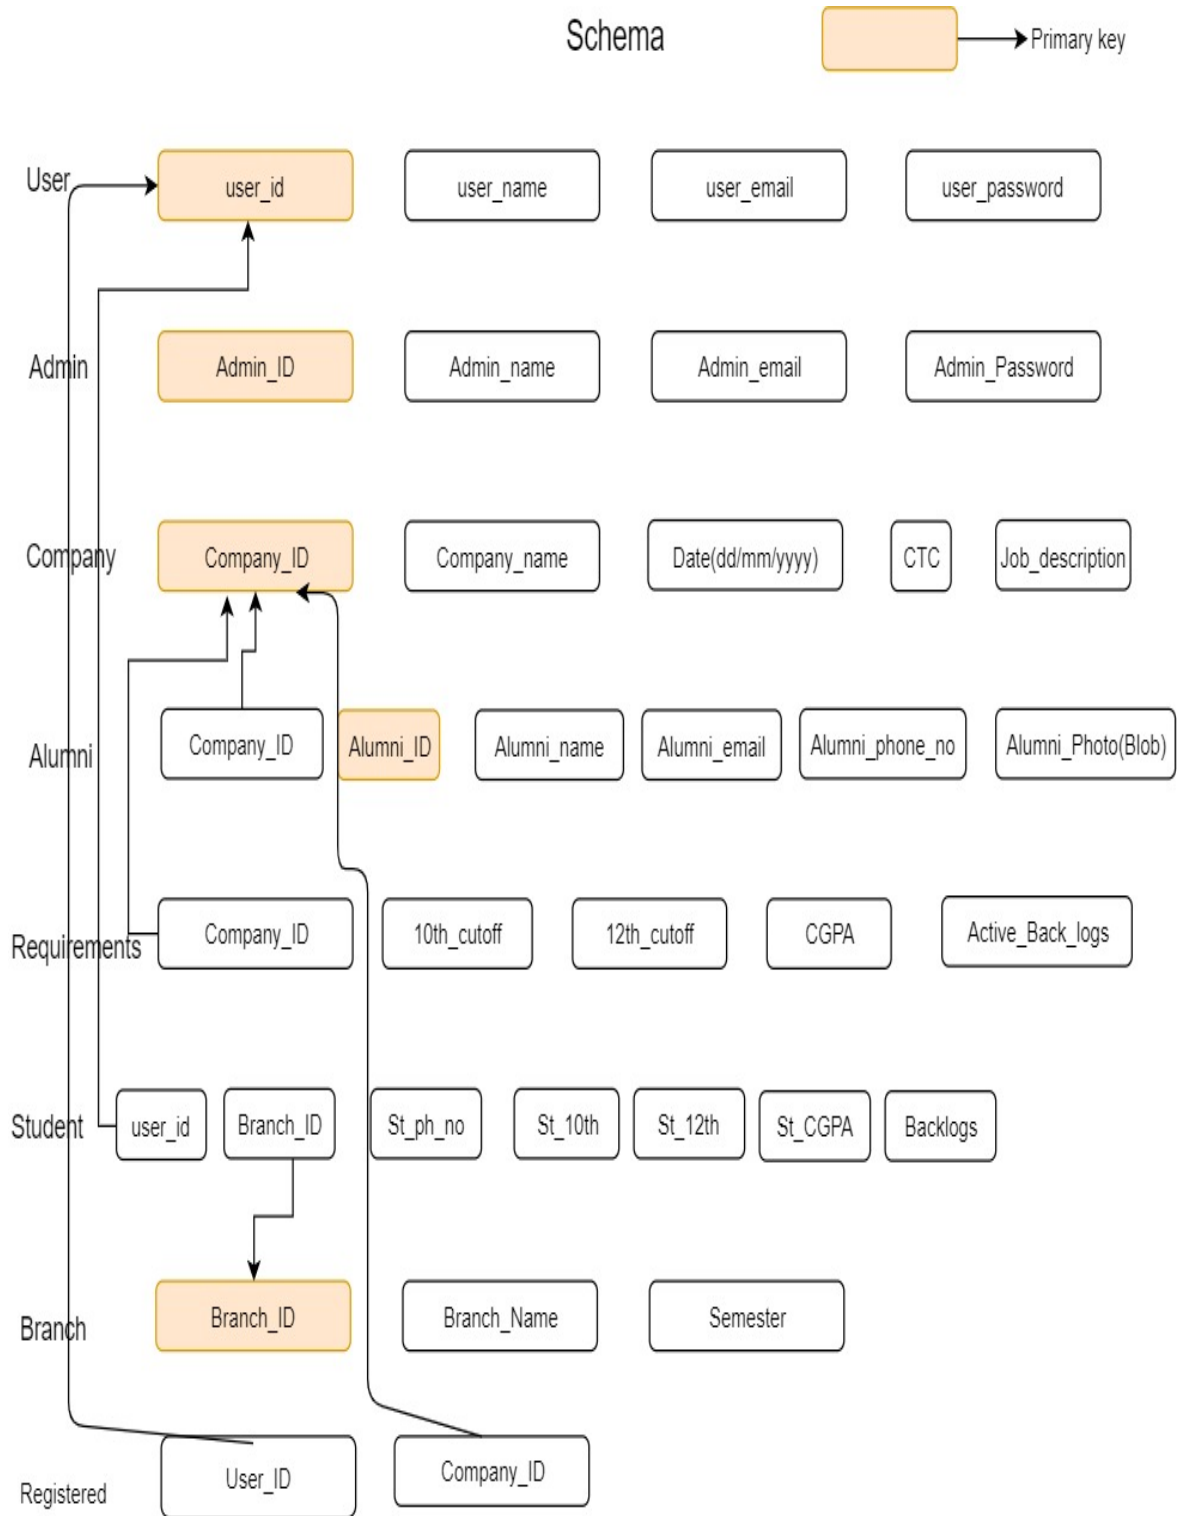 Schema
Primary key
User
user_id
user_name
user_email
user_password
Admin
Admin_ID
Admin_name
Admin_email
Admin_Password
Company
Company_ID
Company_name
Date(dd/mm/yyyy)
CTC
Job_description
Alumni
Company_ID
Alumni_ID
Alumni_name
Alumni_email
Alumni_phone_no
Alumni_Photo(Blob)
Requirements
Company_ID
10th_cutoff
12th_cutoff
CGPA
Active_Back_logs
Student
user_id
Branch_ID
St_ph_no
St_10th
St_12th
St_CGPA
Backlogs
Branch
Branch_ID
Branch_Name
Semester
Registered
User_ID
Company_ID